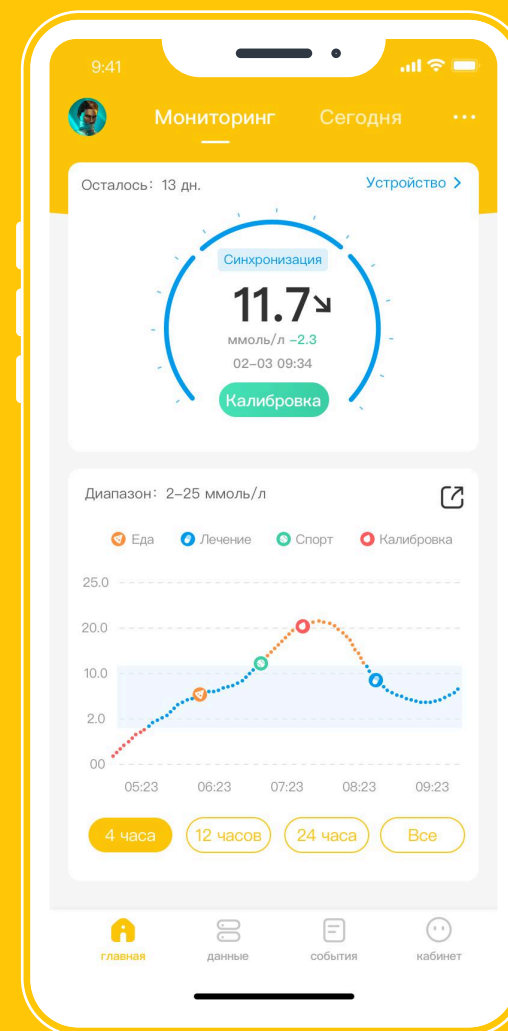 9:41
Мониторинг Сегодня
Осталось: 13 дн. Устройство
Синхронизация
11.7
ммоль/л -2.3
02-03 09:34
Калибровка
Диапазон: 2-25 ммоль/л
Еда Лечение Спорт Калибровка
25.0
20.0
10.0
2.0
00
05:23 06:23 07:23 08:23 09:23
4 часа 12 часов 24 часа Все
главная данные события кабинет